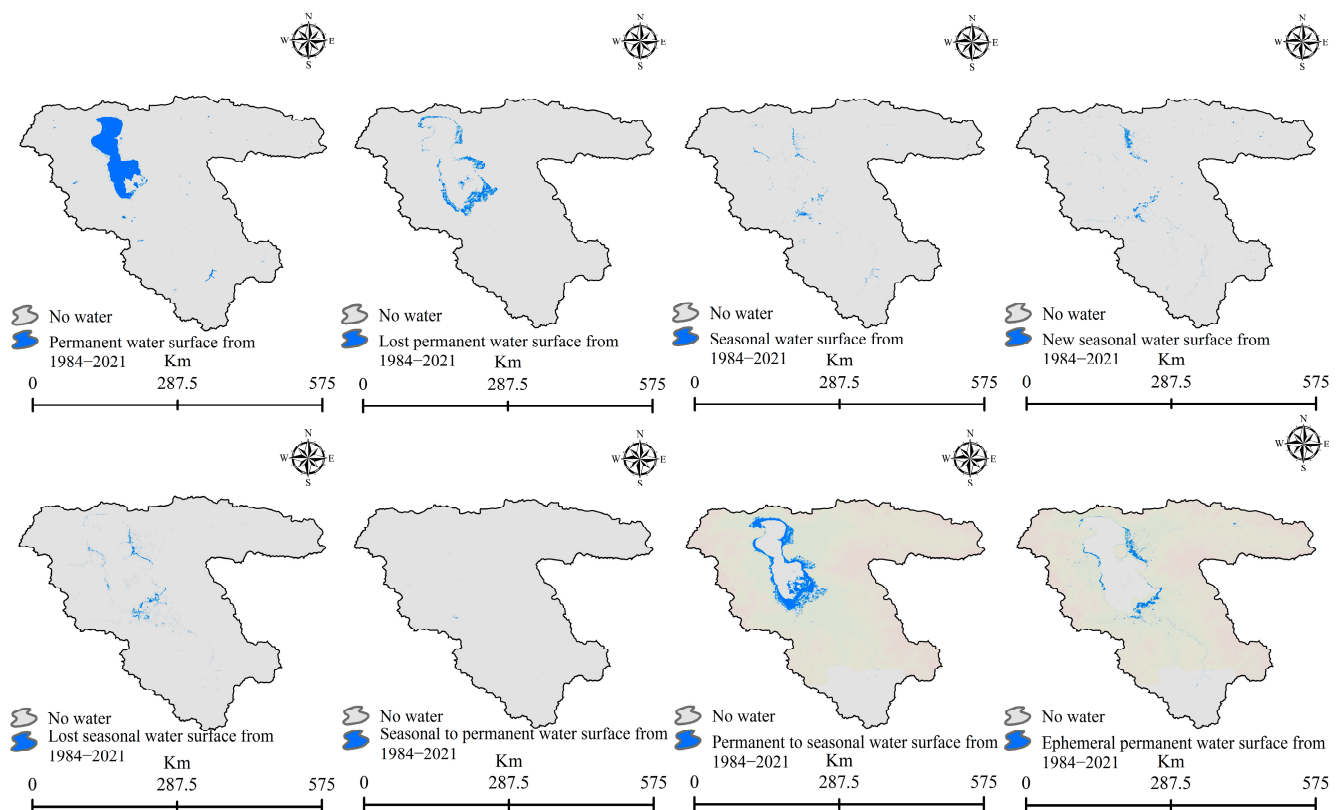 N
W E
S
N
W E
S
N
W E
S
N
W E
S
No water
Permanent water surface from
1984−2021
Km
0 287.5 575
No water
Lost permanent water surface from
1984−2021
Km
0 287.5 575
No water
Seasonal water surface from
1984−2021
Km
0 287.5 575
No water
New seasonal water surface from
1984−2021
Km
0 287.5 575
N
W E
S
N
W E
S
N
W E
S
N
W E
S
No water
Lost seasonal water surface from
1984−2021
Km
0 287.5 575
No water
Seasonal to permanent water surface from
1984−2021
Km
0 287.5 575
No water
Permanent to seasonal water surface from
1984−2021
Km
0 287.5 575
No water
Ephemeral permanent water surface from
1984−2021
Km
0 287.5 575